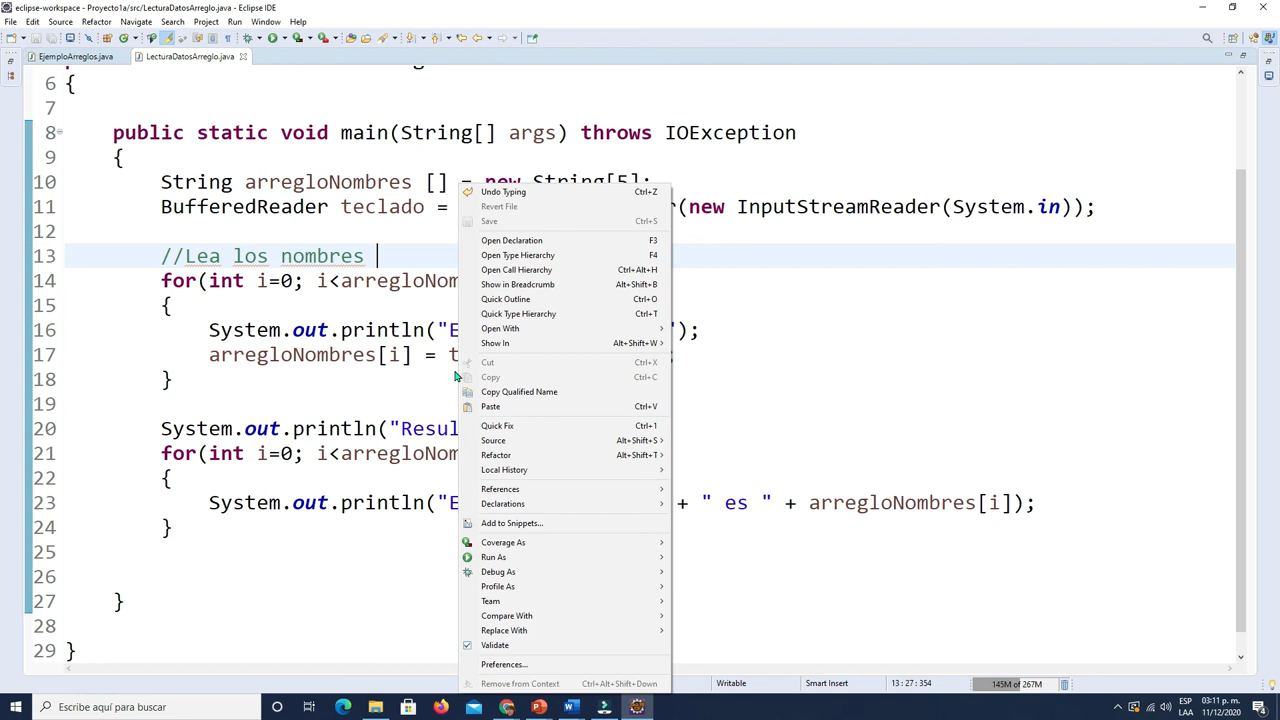 eclipse-workspace - Proyecto1a/src/LecturaDatosArreglo.java - Eclipse IDE
File Edit Source Refactor Navigate Search Project Run Window Help
EjemploArreglos.java LecturaDatosArreglo.java
6 {
7
8 public static void main(String[] args) throws IOException
9 {
10 String arregloNombres [] = new String[5];
11 BufferedReader teclado = r(new InputStreamReader(System.in));
12
13 //Lea los nombres
14 for(int i=0; i<arregloNom
15 {
16 System.out.println("E ");
17 arregloNombres[i] = t ;
18 }
19
20 System.out.println("Resul
21 for(int i=0; i<arregloNom
22 {
23 System.out.println("E + " es " + arregloNombres[i]);
24 }
25
26
27 }
28
29 }
Undo Typing Ctrl+Z
Revert File
Save Ctrl+S
Open Declaration F3
Open Type Hierarchy F4
Open Call Hierarchy Ctrl+Alt+H
Show in Breadcrumb Alt+Shift+B
Quick Outline Ctrl+O
Quick Type Hierarchy Ctrl+T
Open With
Show In Alt+Shift+W
Cut Ctrl+X
Copy Ctrl+C
Copy Qualified Name
Paste Ctrl+V
Quick Fix Ctrl+1
Source Alt+Shift+S
Refactor Alt+Shift+T
Local History
References
Declarations
Add to Snippets...
Coverage As
Run As
Debug As
Profile As
Team
Compare With
Replace With
Validate
Preferences...
Remove from Context Ctrl+Alt+Shift+Down
Writable Smart Insert 13 : 27 : 354 145M of 267M
Escribe aquí para buscar
ESP 03:11 p. m.
LAA 11/12/2020
4